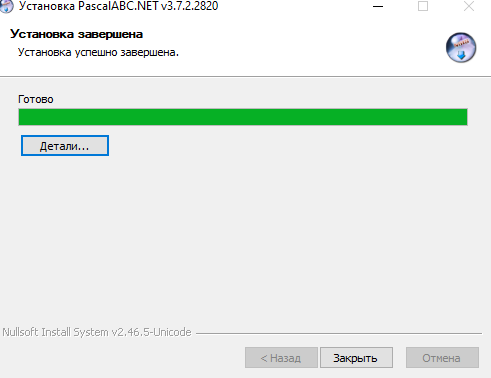 Установка PascalABC.NET v3.7.2.2820
Установка завершена
Установка успешно завершена.
Готово
Детали...
Nullsoft Install System v2.46.5-Unicode
< Назад
Закрыть
Отмена